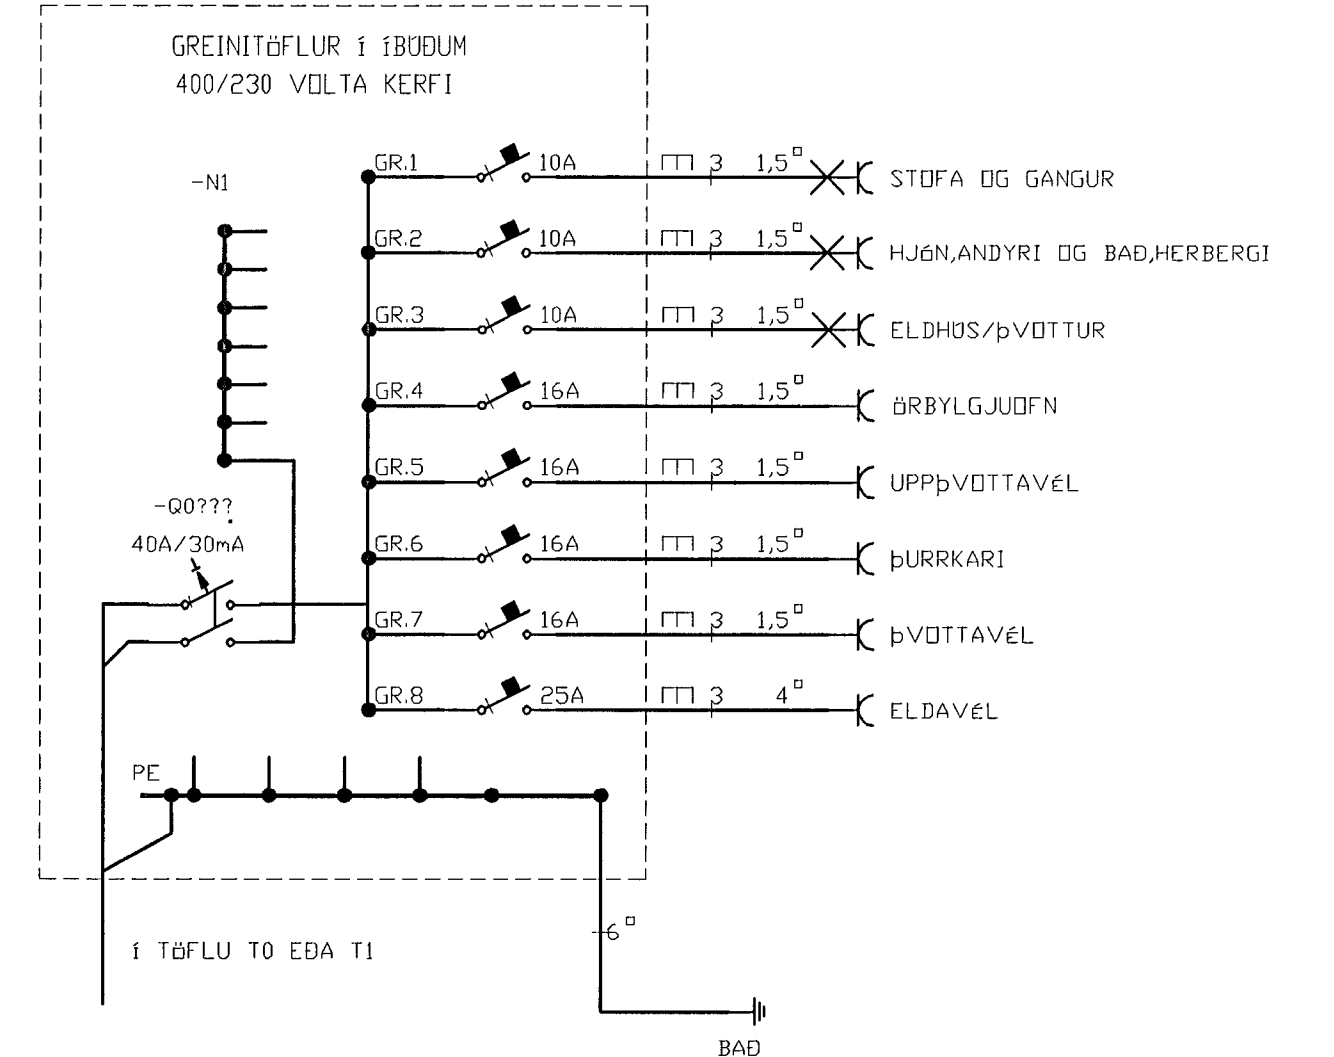 GREINITÖFLUR Í ÍBÚÐUM
400/230 VOLTA KERFI
-N1
GR.1 10A 3 1,5□ STOFA OG GANGUR
GR.2 10A 3 1,5□ HJÓN,ANDYRI OG BAÐ,HERBERGI
GR.3 10A 3 1,5□ ELDHÚS/ÞVOTTUR
GR.4 16A 3 1,5□ ÖRBYLGJUOFN
GR.5 16A 3 1,5□ UPPÞVOTTAVÉL
-Q0???
40A/30mA
GR.6 16A 3 1,5□ ÞURRKARI
GR.7 16A 3 1,5□ ÞVOTTAVÉL
GR.8 25A 3 4□ ELDAVÉL
PE
6□
Í TÖFLU T0 EÐA T1
BAÐ